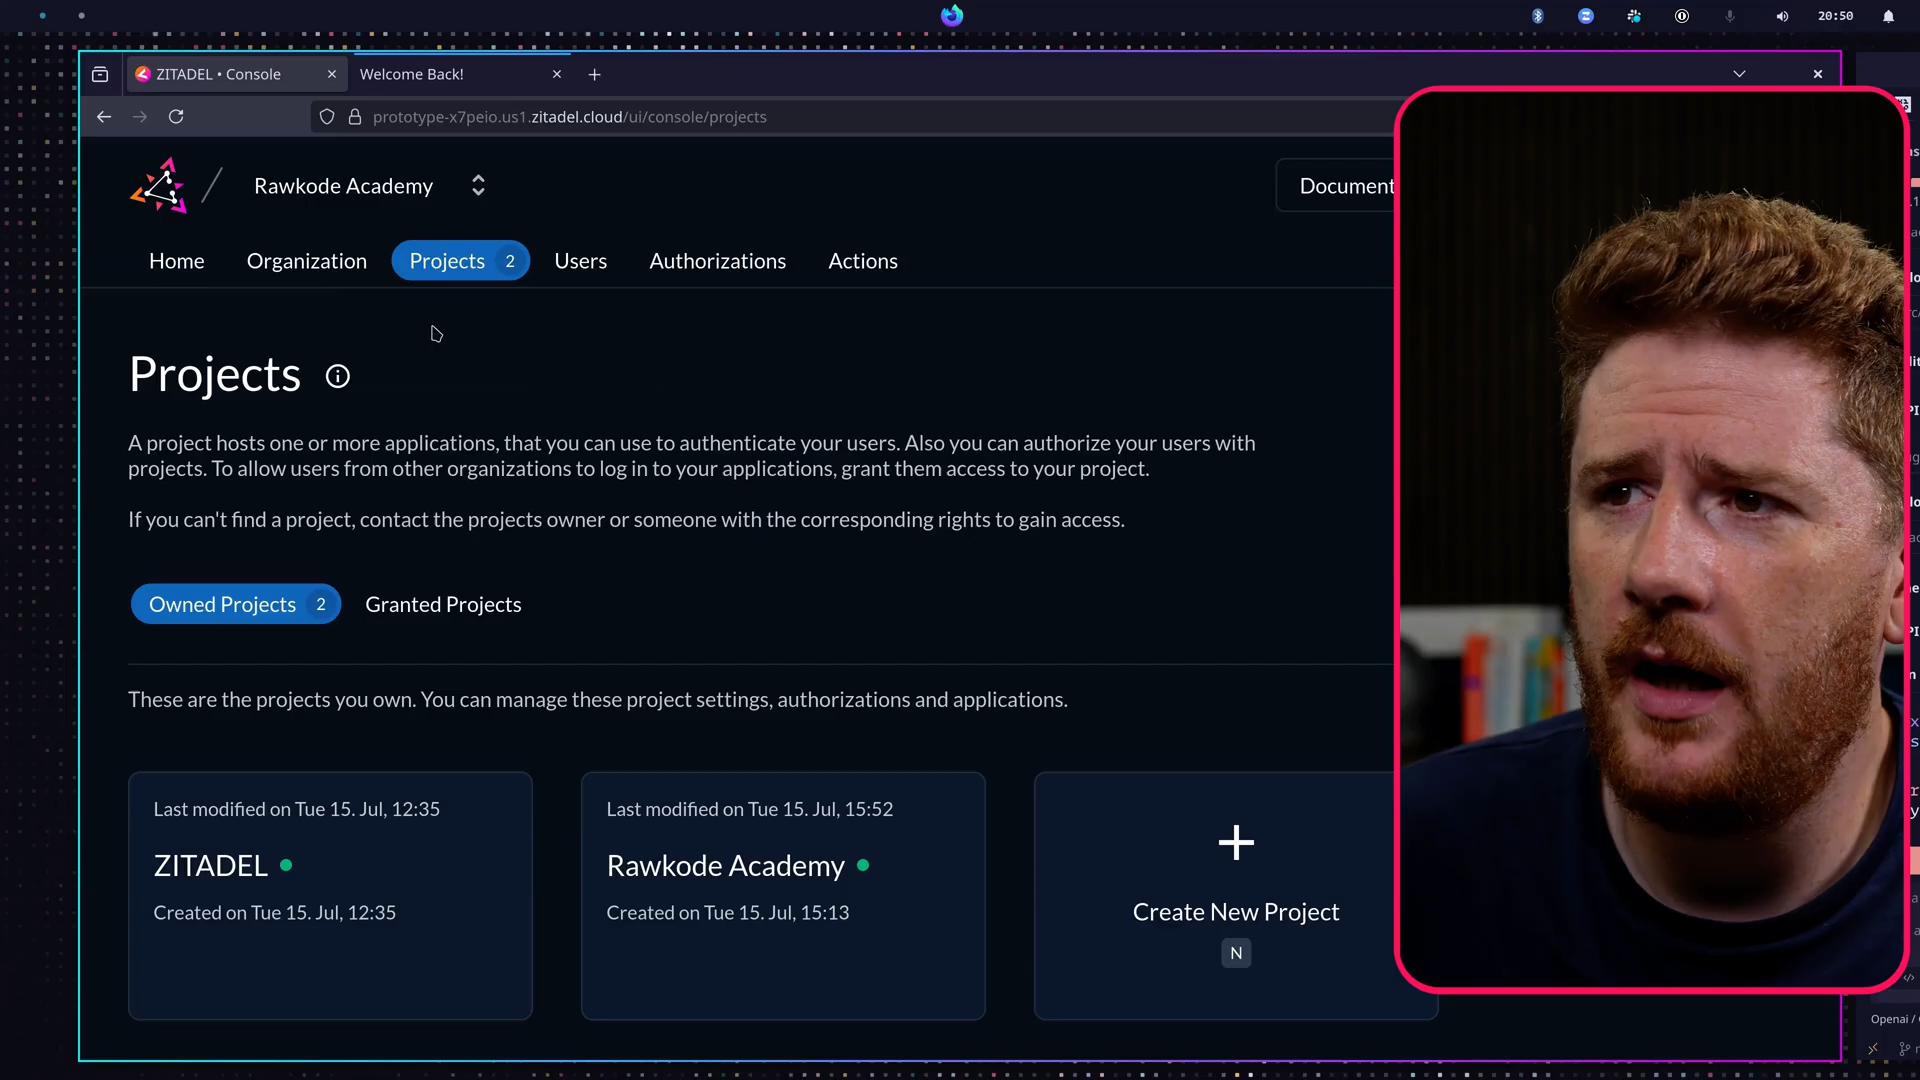 20:50
ZITADEL • Console
Welcome Back!
prototype-x7peio.us1.zitadel.cloud/ui/console/projects
Rawkode Academy
Document
Home
Organization
Projects 2
Users
Authorizations
Actions
Projects
A project hosts one or more applications, that you can use to authenticate your users. Also you can authorize your users with
projects. To allow users from other organizations to log in to your applications, grant them access to your project.
If you can't find a project, contact the projects owner or someone with the corresponding rights to gain access.
Owned Projects 2
Granted Projects
These are the projects you own. You can manage these project settings, authorizations and applications.
Last modified on Tue 15. Jul, 12:35
ZITADEL
Created on Tue 15. Jul, 12:35
Last modified on Tue 15. Jul, 15:52
Rawkode Academy
Created on Tue 15. Jul, 15:13
Create New Project
N
Openai /